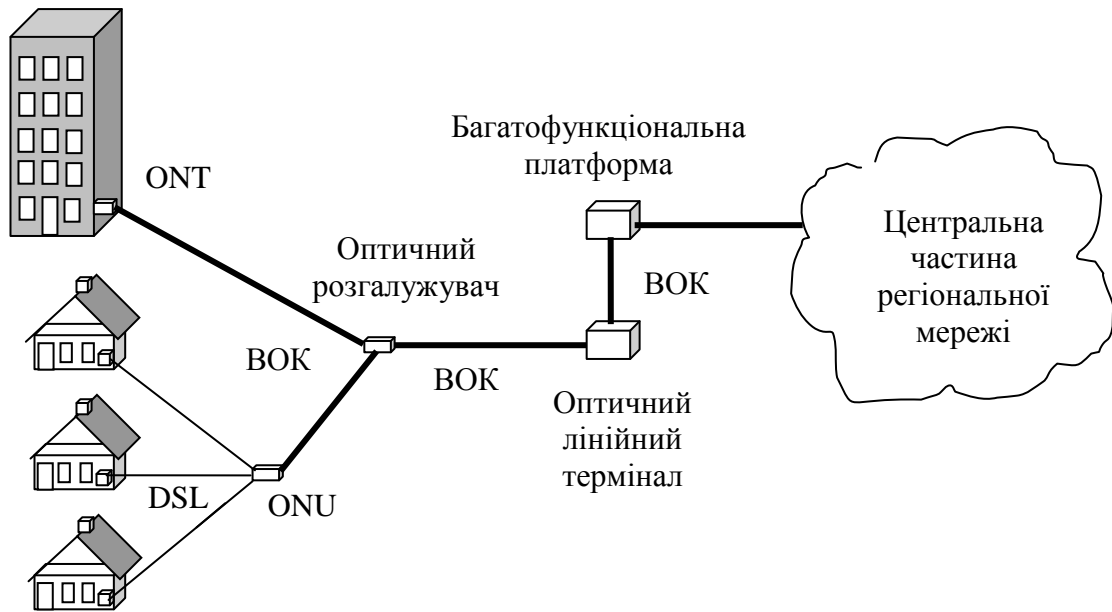 Багатофункціональна
платформа
ONT
Центральна
частина
регіональної
мережі
Оптичний
розгалужувач
ВОК
ВОК
ВОК
Оптичний
лінійний
термінал
DSL
ONU